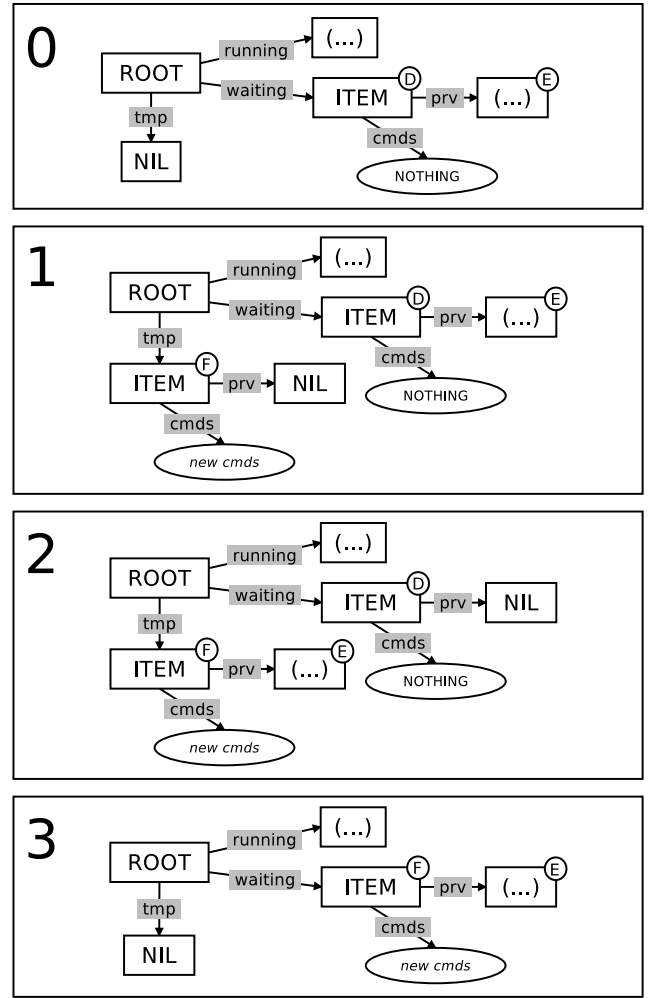 0
ROOT
running
(...)
waiting
ITEM
D
prv
(...)
E
tmp
NIL
cmds
NOTHING
1
ROOT
running
(...)
waiting
ITEM
D
prv
(...)
E
tmp
ITEM
F
prv
NIL
cmds
NOTHING
cmds
new cmds
2
ROOT
running
(...)
waiting
ITEM
D
prv
NIL
tmp
ITEM
F
prv
(...)
E
cmds
NOTHING
cmds
new cmds
3
ROOT
running
(...)
waiting
ITEM
F
prv
(...)
E
tmp
NIL
cmds
new cmds